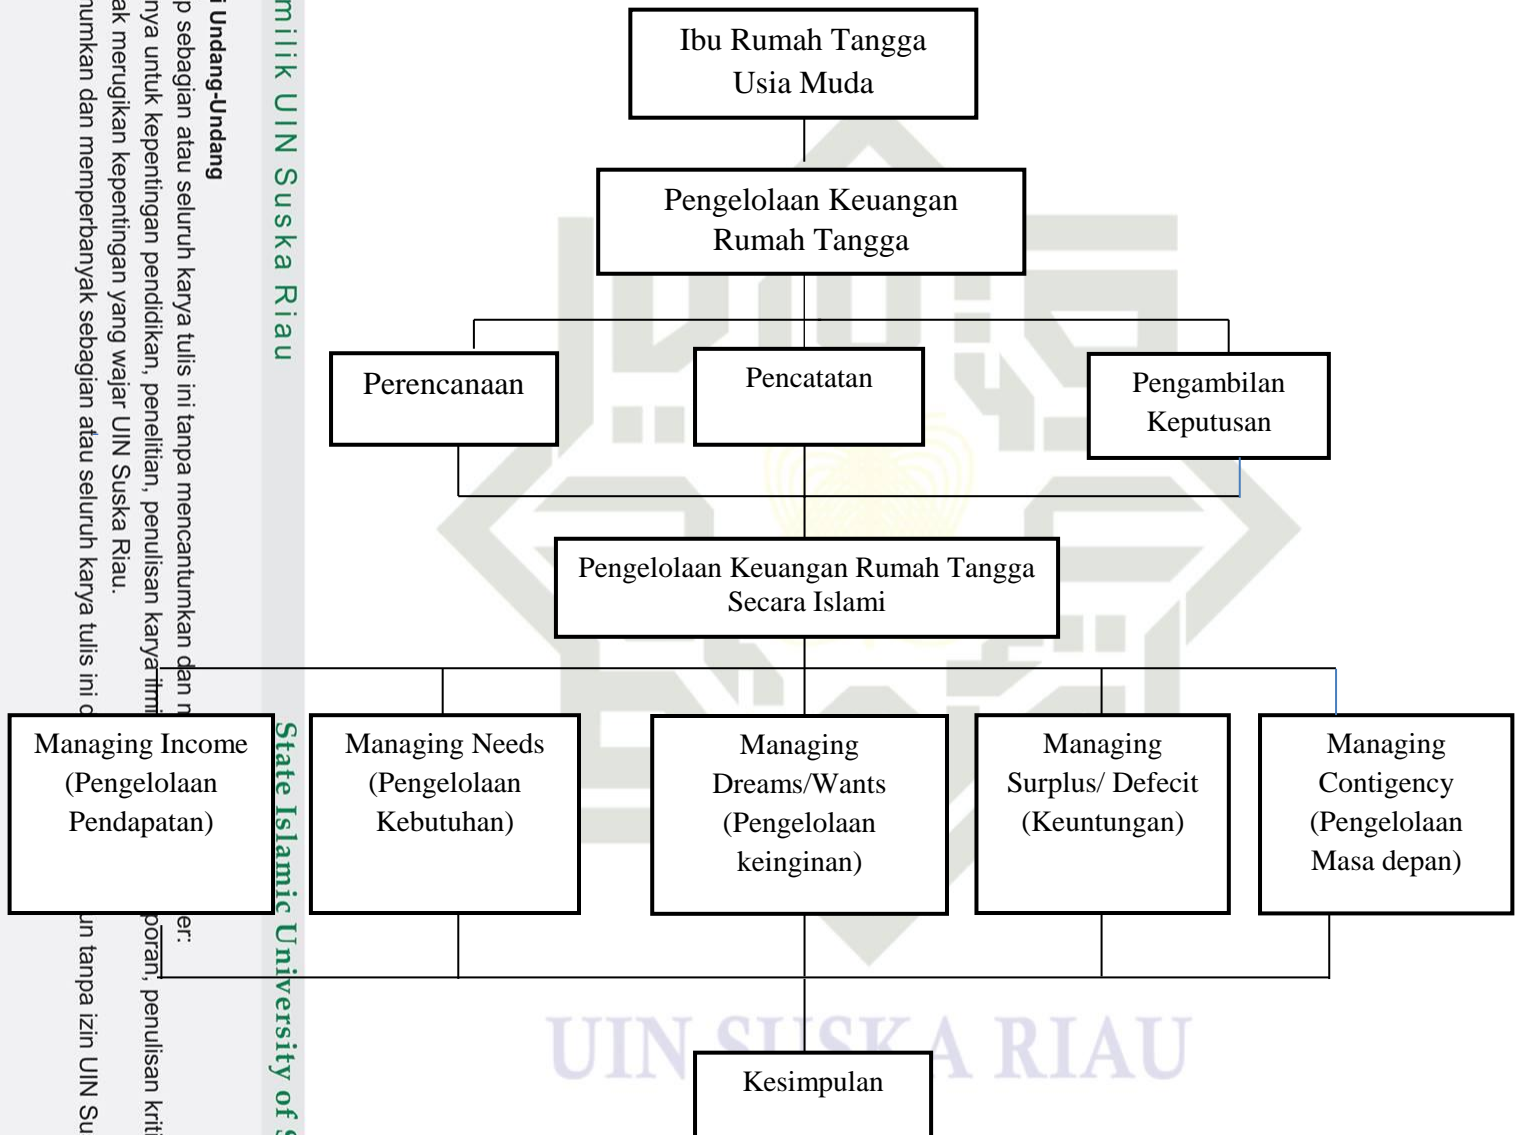 Ibu Rumah Tangga
Usia Muda
Pengelolaan Keuangan
Rumah Tangga
Perencanaan
Pencatatan
Pengambilan
Keputusan
Pengelolaan Keuangan Rumah Tangga
Secara Islami
Managing Income
(Pengelolaan
Pendapatan)
Managing Needs
(Pengelolaan
Kebutuhan)
Managing
Dreams/Wants
(Pengelolaan
keinginan)
Managing
Surplus/ Defecit
(Keuntungan)
Managing
Contigency
(Pengelolaan
Masa depan)
Kesimpulan
UIN SUSKA RIAU
milik UIN Suska Riau
State Islamic University of
Undang-Undang
sebagian atau seluruh karya tulis ini tanpa mencantumkan dan
untuk kepentingan pendidikan, penelitian, penulisan karya penulisan
merugikan kepentingan yang wajar UIN Suska Riau.
dan memperbanyak sebagian atau seluruh karya tulis ini tanpa izin UIN